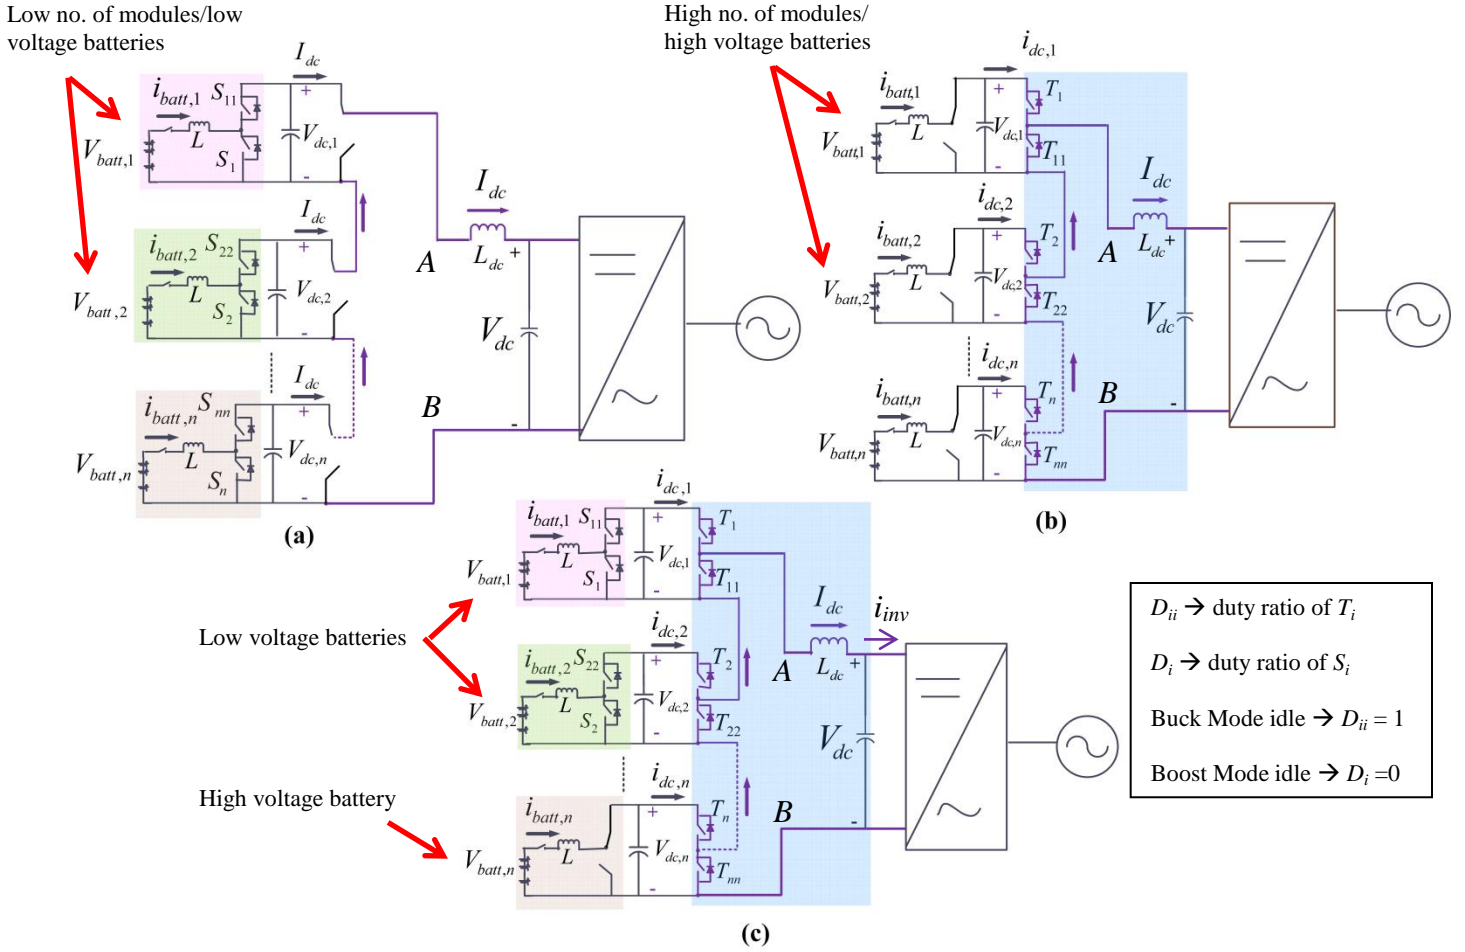 Low no. of modules/low
voltage batteries
I_dc
i_batt,1
S_11
V_batt,1
L
S_1
+
V_dc,1
-
I_dc
i_batt,2
S_22
V_batt,2
L
S_2
+
V_dc,2
-
I_dc
i_batt,n
S_nn
V_batt,n
L
S_n
+
V_dc,n
-
A
I_dc
L_dc
+
V_dc
B
-
(a)
High no. of modules/
high voltage batteries
i_dc,1
i_batt,1
V_batt,1
L
+
V_dc,1
-
T_1
T_11
i_dc,2
i_batt,2
V_batt,2
L
+
V_dc,2
-
T_2
T_22
i_dc,n
i_batt,n
V_batt,n
L
+
V_dc,n
-
T_n
T_nn
A
I_dc
L_dc
+
V_dc
B
-
(b)
Low voltage batteries
High voltage battery
i_dc,1
i_batt,1
S_11
V_batt,1
L
S_1
+
V_dc,1
-
T_1
T_11
i_dc,2
i_batt,2
S_22
V_batt,2
L
S_2
+
V_dc,2
-
T_2
T_22
i_dc,n
i_batt,n
V_batt,n
L
+
V_dc,n
-
T_n
T_nn
A
I_dc
i_inv
L_dc
+
V_dc
B
-
(c)
D_ii → duty ratio of T_i
D_i → duty ratio of S_i
Buck Mode idle → D_ii = 1
Boost Mode idle → D_i =0